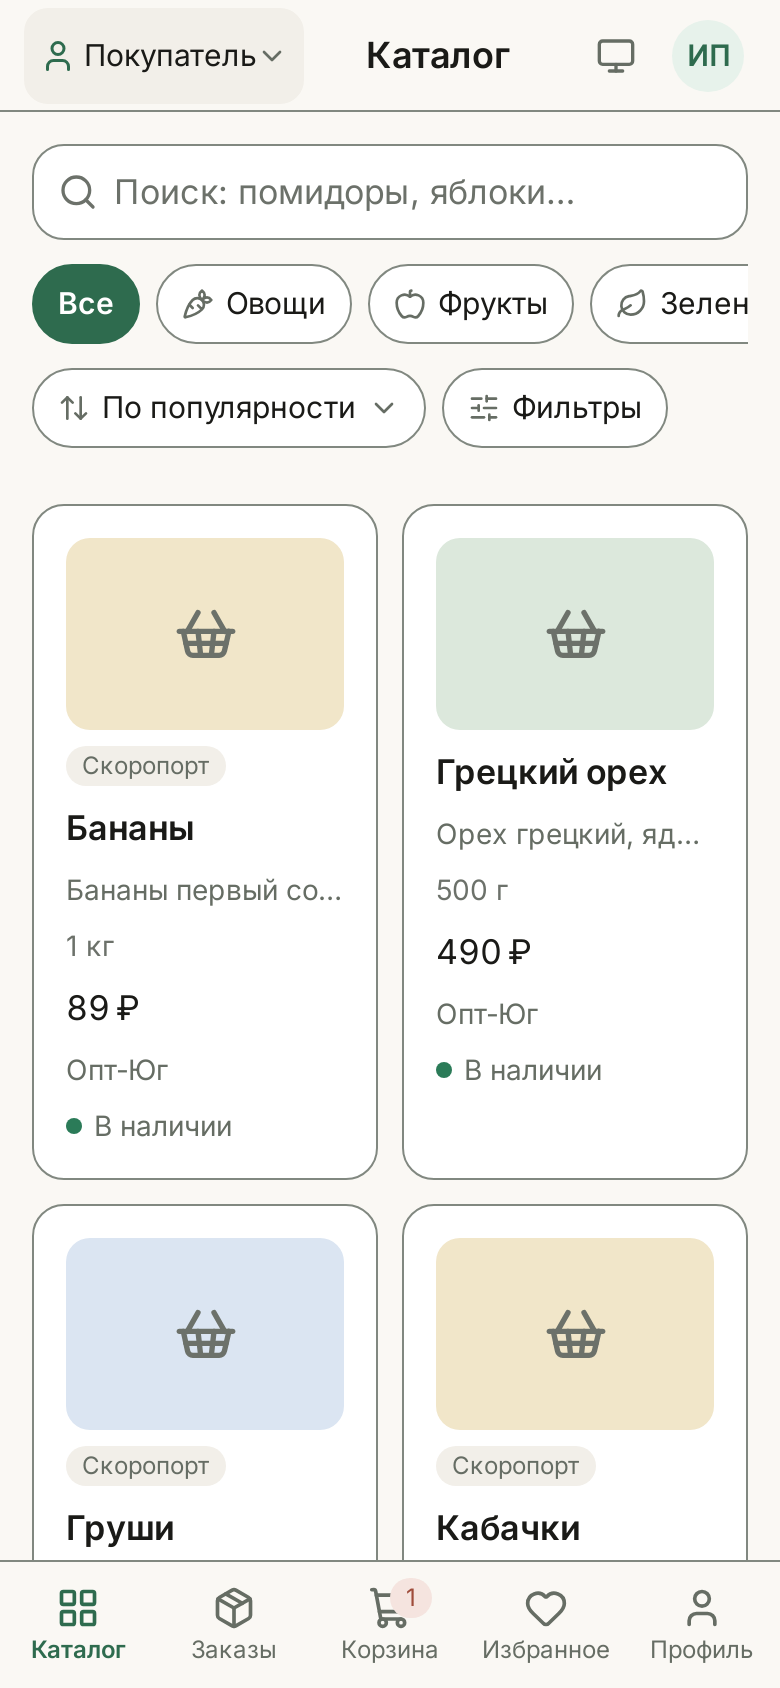 Покупатель
Каталог
ИП
Поиск: помидоры, яблоки...
Все
Овощи
Фрукты
Зелен
По популярности
Фильтры
Скоропорт
Бананы
Бананы первый со...
1 кг
89 ₽
Опт-Юг
В наличии
Грецкий орех
Орех грецкий, яд...
500 г
490 ₽
Опт-Юг
В наличии
Скоропорт
Груши
Скоропорт
Кабачки
Каталог
Заказы
1
Корзина
Избранное
Профиль